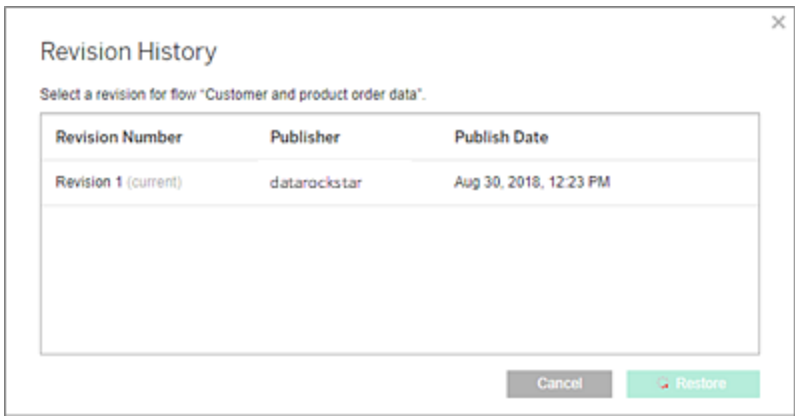 Revision History
Select a revision for flow “Customer and product order data”.
Revision Number Publisher Publish Date
Revision 1 (current) datarockstar Aug 30, 2018, 12:23 PM
Cancel Restore